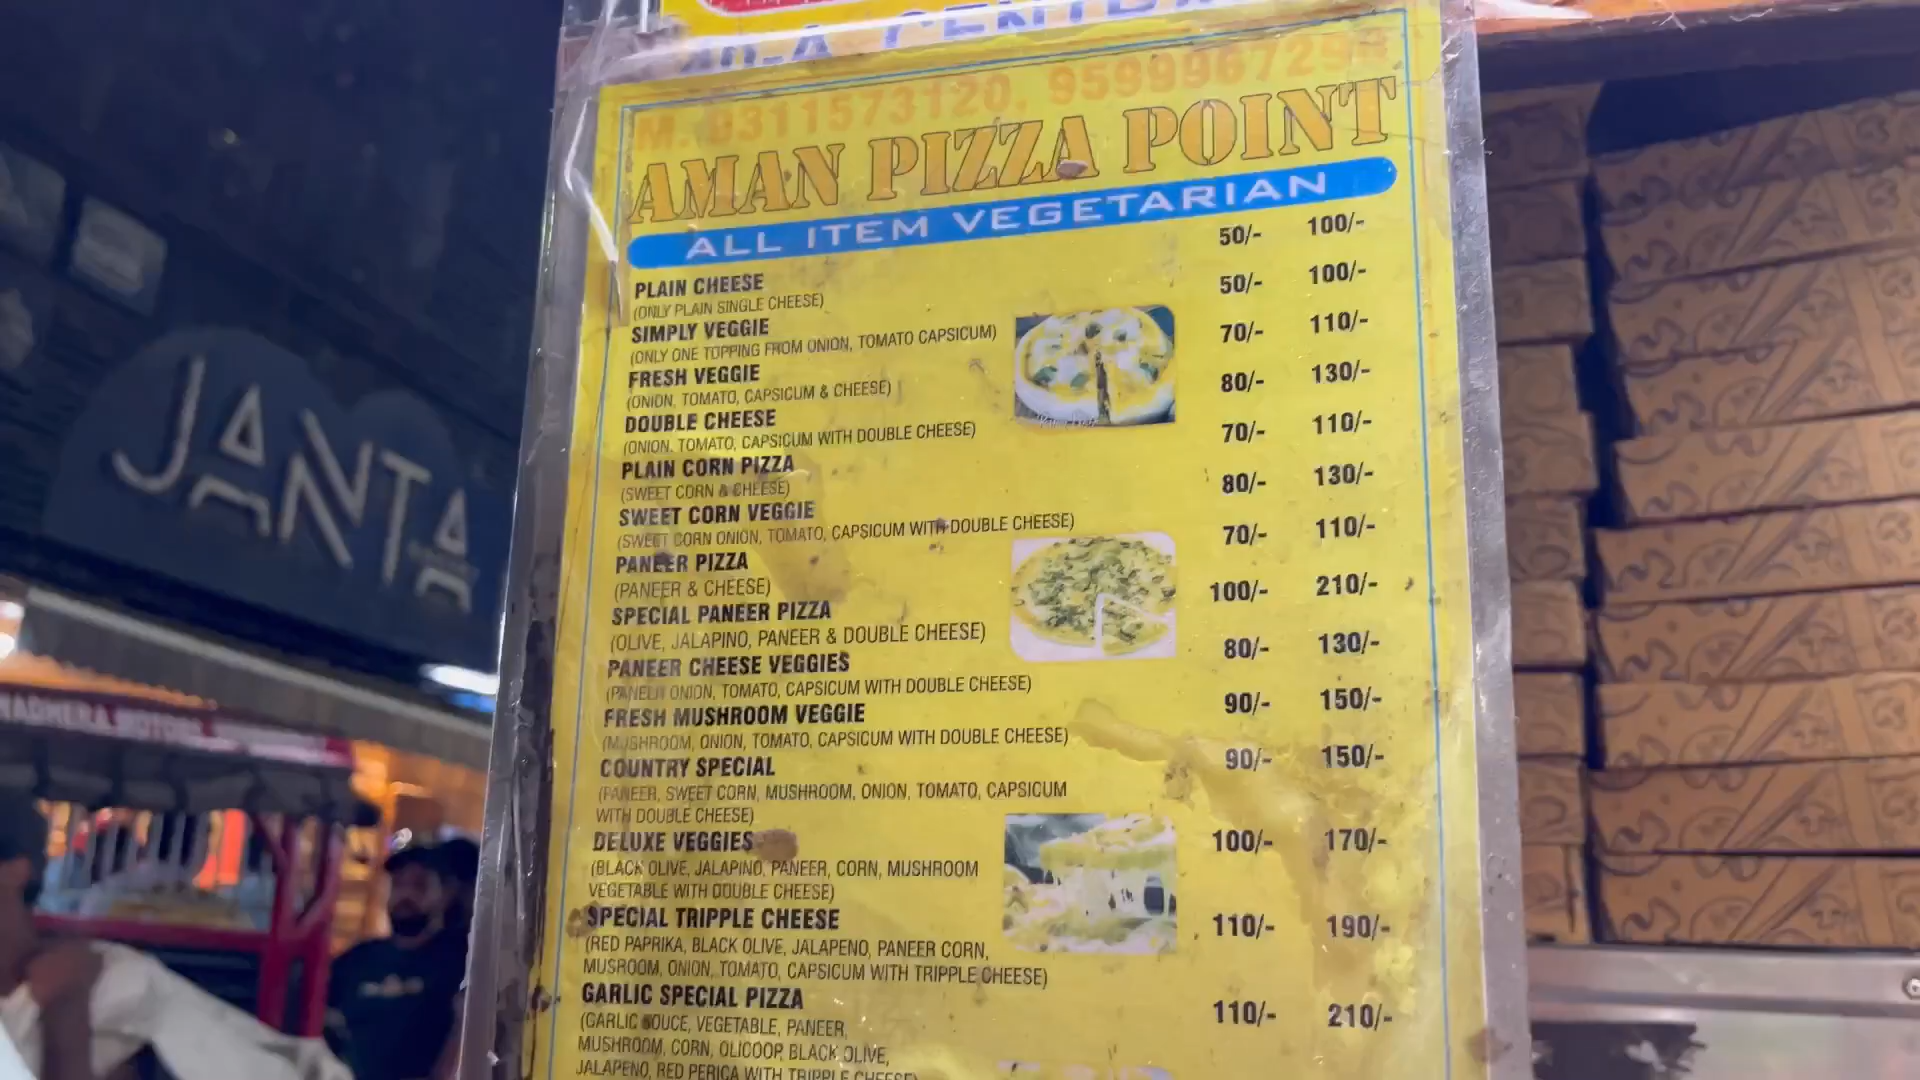 M. 9311573120, 9599967298
AMAN PIZZA POINT
ALL ITEM VEGETARIAN
PLAIN CHEESE 50/- 100/-
(ONLY PLAIN SINGLE CHEESE)
SIMPLY VEGGIE 50/- 100/-
(ONLY ONE TOPPING FROM ONION, TOMATO CAPSICUM)
FRESH VEGGIE 70/- 110/-
(ONION, TOMATO, CAPSICUM & CHEESE)
DOUBLE CHEESE 80/- 130/-
(ONION, TOMATO, CAPSICUM WITH DOUBLE CHEESE)
PLAIN CORN PIZZA 70/- 110/-
(SWEET CORN & CHEESE)
SWEET CORN VEGGIE 80/- 130/-
(SWEET CORN ONION, TOMATO, CAPSICUM WITH DOUBLE CHEESE)
PANEER PIZZA 70/- 110/-
(PANEER & CHEESE)
SPECIAL PANEER PIZZA 100/- 210/-
(OLIVE, JALAPINO, PANEER & DOUBLE CHEESE)
PANEER CHEESE VEGGIES 80/- 130/-
(PANEER ONION, TOMATO, CAPSICUM WITH DOUBLE CHEESE)
FRESH MUSHROOM VEGGIE 90/- 150/-
(MUSHROOM, ONION, TOMATO, CAPSICUM WITH DOUBLE CHEESE)
COUNTRY SPECIAL 90/- 150/-
(PANEER, SWEET CORN, MUSHROOM, ONION, TOMATO, CAPSICUM
WITH DOUBLE CHEESE)
DELUXE VEGGIES 100/- 170/-
(BLACK OLIVE, JALAPINO, PANEER, CORN, MUSHROOM
VEGETABLE WITH DOUBLE CHEESE)
SPECIAL TRIPPLE CHEESE 110/- 190/-
(RED PAPRIKA, BLACK OLIVE, JALAPENO, PANEER CORN,
MUSROOM, ONION, TOMATO, CAPSICUM WITH TRIPPLE CHEESE)
GARLIC SPECIAL PIZZA 110/- 210/-
(GARLIC SOUCE, VEGETABLE, PANEER,
MUSHROOM, CORN, OLICOOP, BLACK OLIVE,
JALAPENO, RED PERICA WITH TRIPPLE CHEESE)
JANTA